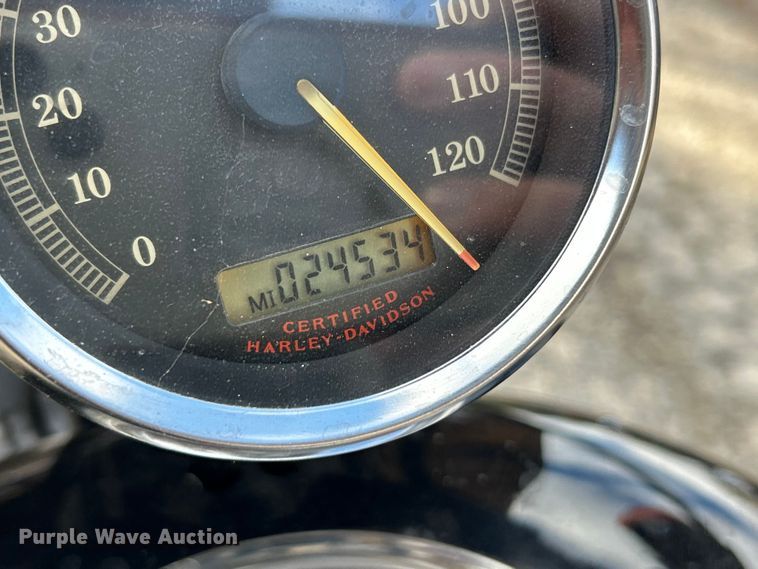 30
20
10
0
100
110
120
MI 024534
CERTIFIED
HARLEY-DAVIDSON
Purple Wave Auction